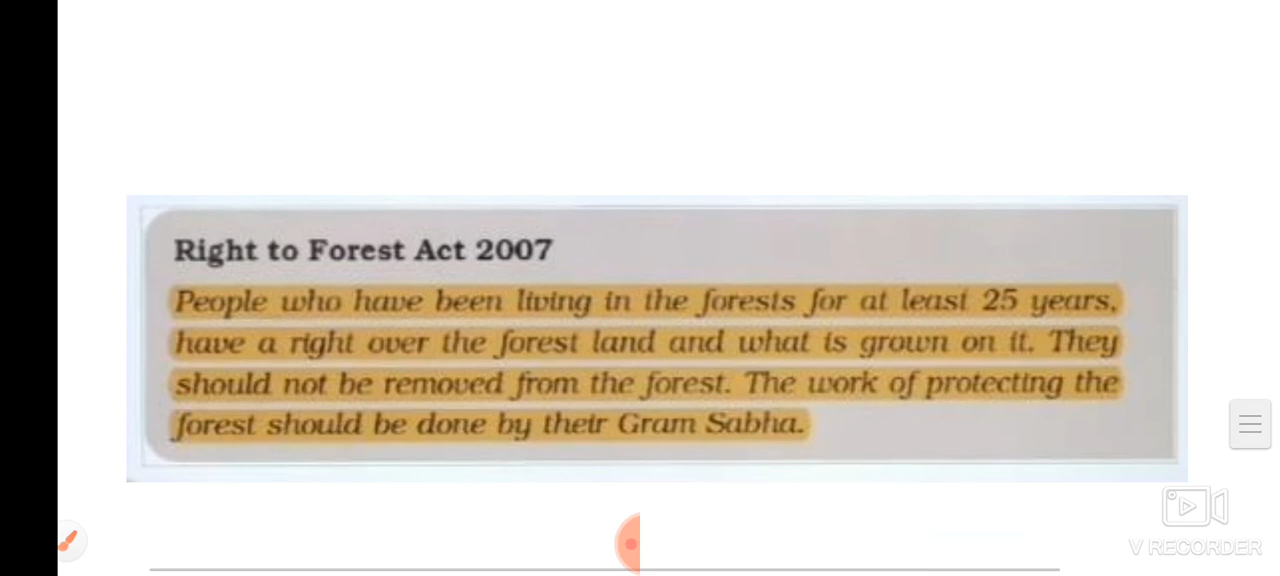 Right to Forest Act 2007
People who have been living in the forests for at least 25 years,
have a right over the forest land and what is grown on it. They
should not be removed from the forest. The work of protecting the
forest should be done by their Gram Sabha.
V RECORDER